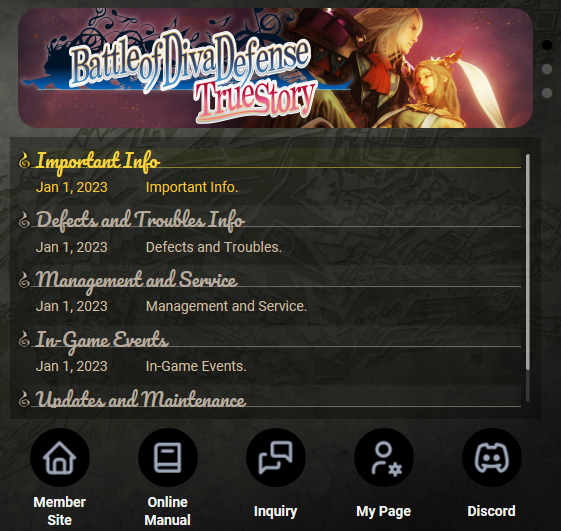 Battle of Diva Defense
True Story
Important Info
Jan 1, 2023 Important Info.
Defects and Troubles Info
Jan 1, 2023 Defects and Troubles.
Management and Service
Jan 1, 2023 Management and Service.
In-Game Events
Jan 1, 2023 In-Game Events.
Updates and Maintenance
Member
Site
Online
Manual
Inquiry
My Page
Discord